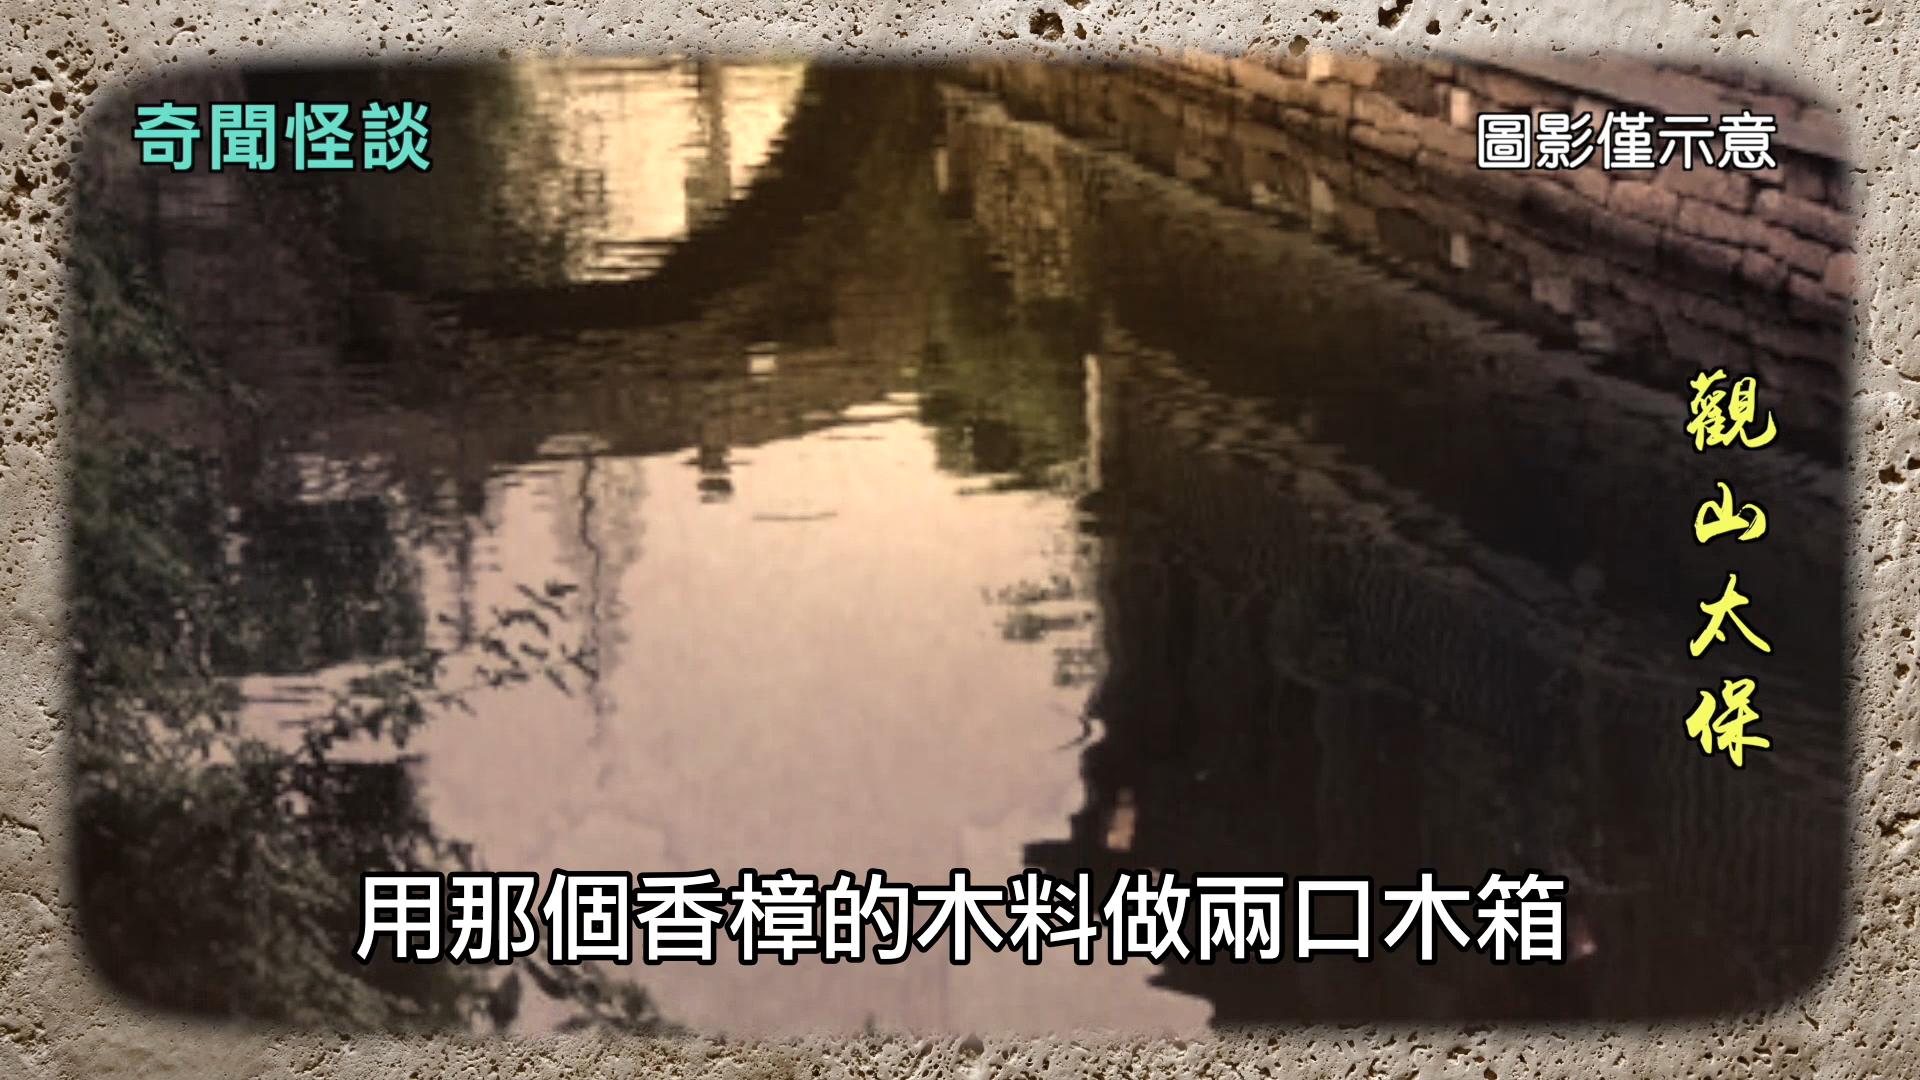 奇聞怪談
圖影僅示意
觀山太保
用那個香樟的木料做兩口木箱